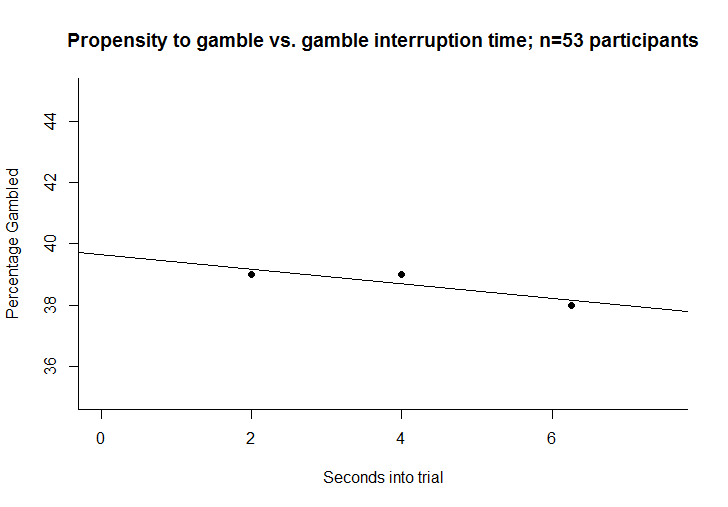 Propensity to gamble vs. gamble interruption time; n=53 participants
Percentage Gambled
44
42
40
38
36
0 2 4 6
Seconds into trial